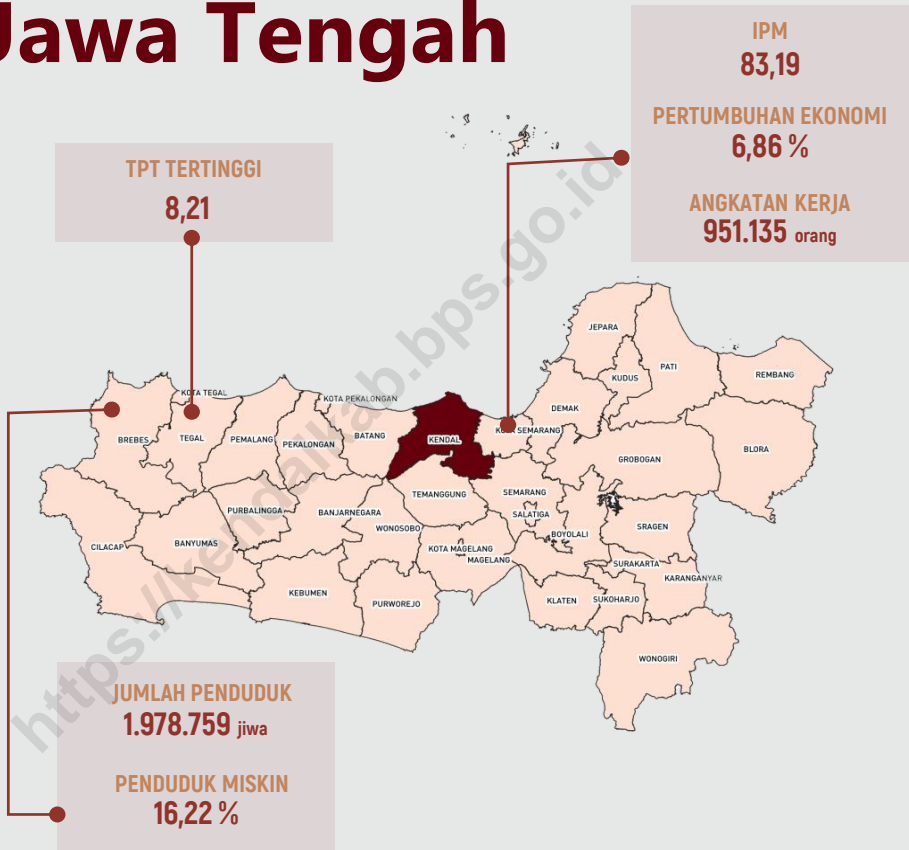 Jawa Tengah
IPM
83,19
PERTUMBUHAN EKONOMI
6,86 %
ANGKATAN KERJA
951.135 orang
TPT TERTINGGI
8,21
JEPARA
PATI
REMBANG
KUDUS
KOTA TEGAL
KOTA PEKALONGAN
DEMAK
BREBES
TEGAL
PEMALANG
PEKALONGAN
BATANG
KENDAL
KOTA SEMARANG
GROBOGAN
BLORA
TEMANGGUNG
SEMARANG
PURBALINGGA
BANJARNEGARA
SALATIGA
WONOSOBO
SRAGEN
BOYOLALI
CILACAP
BANYUMAS
KOTA MAGELANG
MAGELANG
SURAKARTA
KARANGANYAR
KEBUMEN
PURWOREJO
KLATEN
SUKOHARJO
WONOGIRI
JUMLAH PENDUDUK
1.978.759 jiwa
PENDUDUK MISKIN
16,22 %
https://kendalkab.bps.go.id